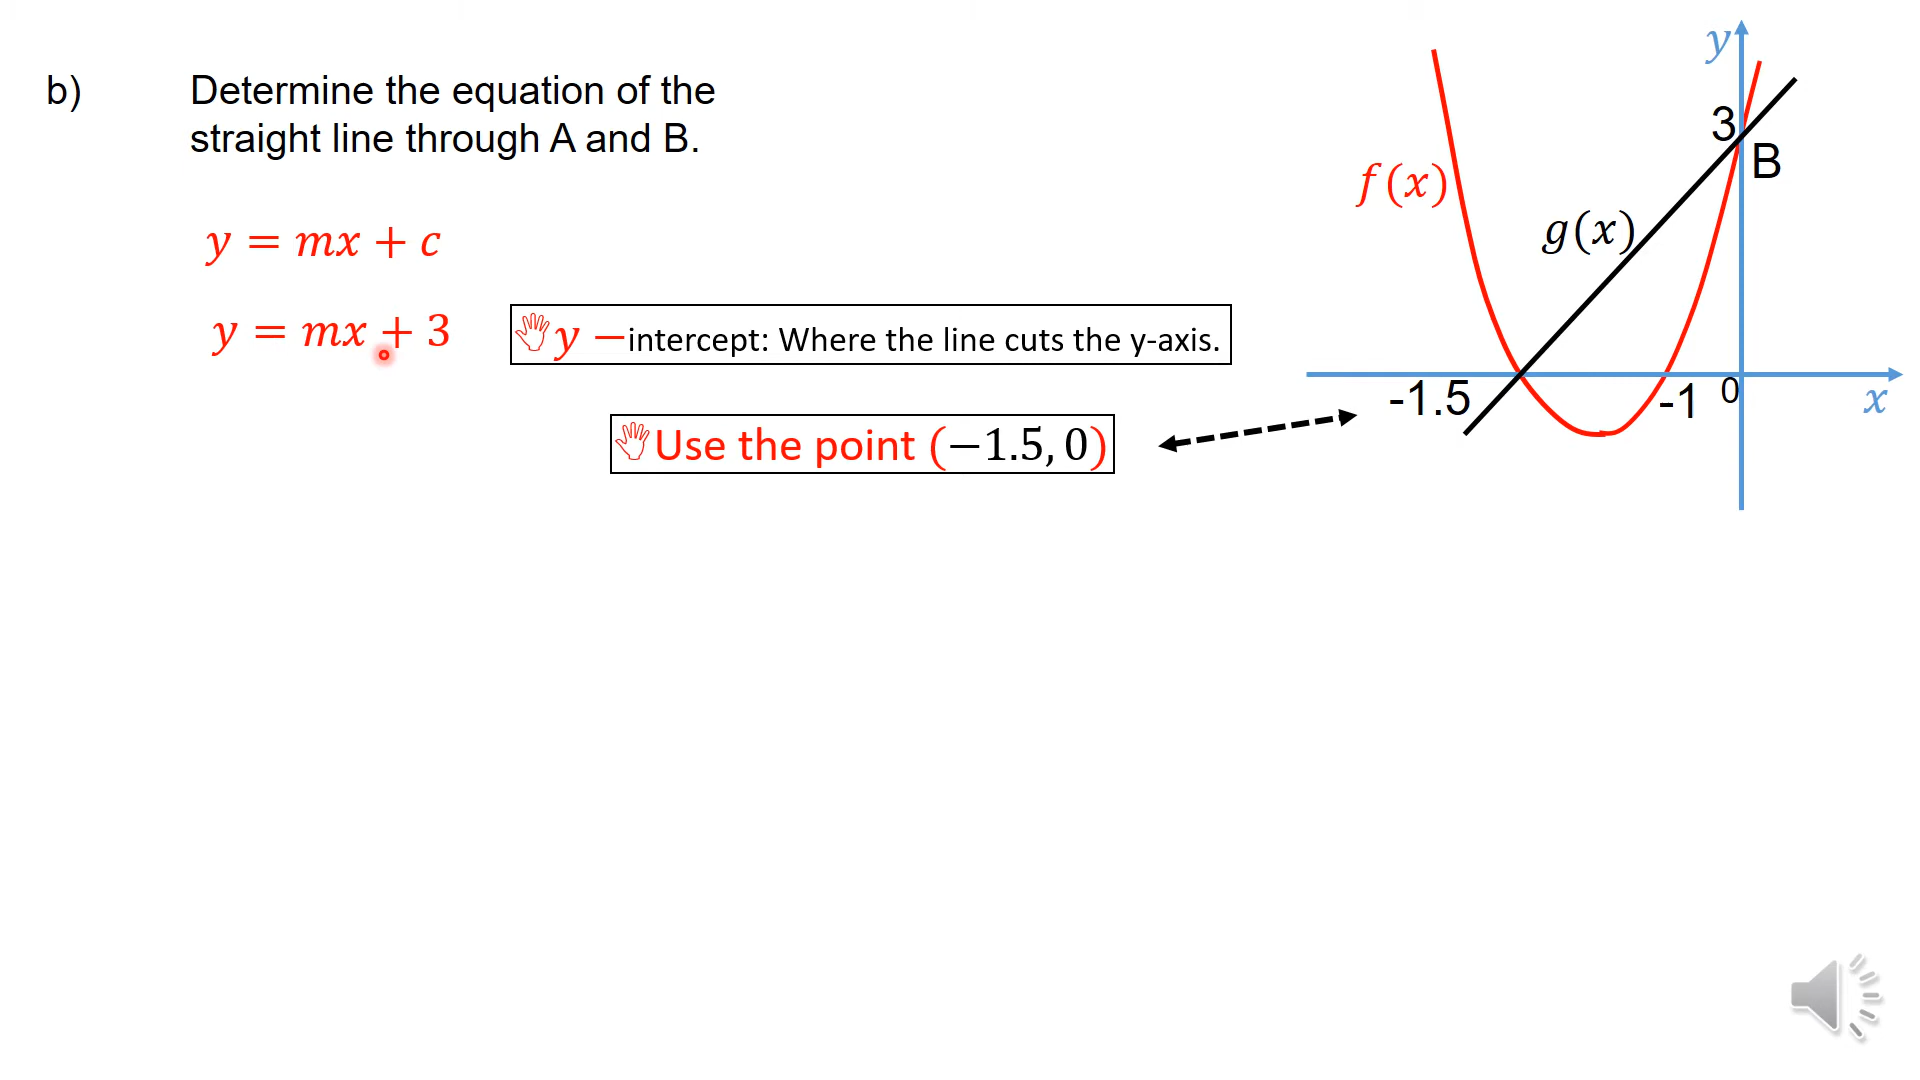 b) Determine the equation of the
straight line through A and B.
y = mx + c
y = mx + 3
y −intercept: Where the line cuts the y-axis.
Use the point (−1.5, 0)
y
3
B
f(x)
g(x)
-1.5
-1
0
x